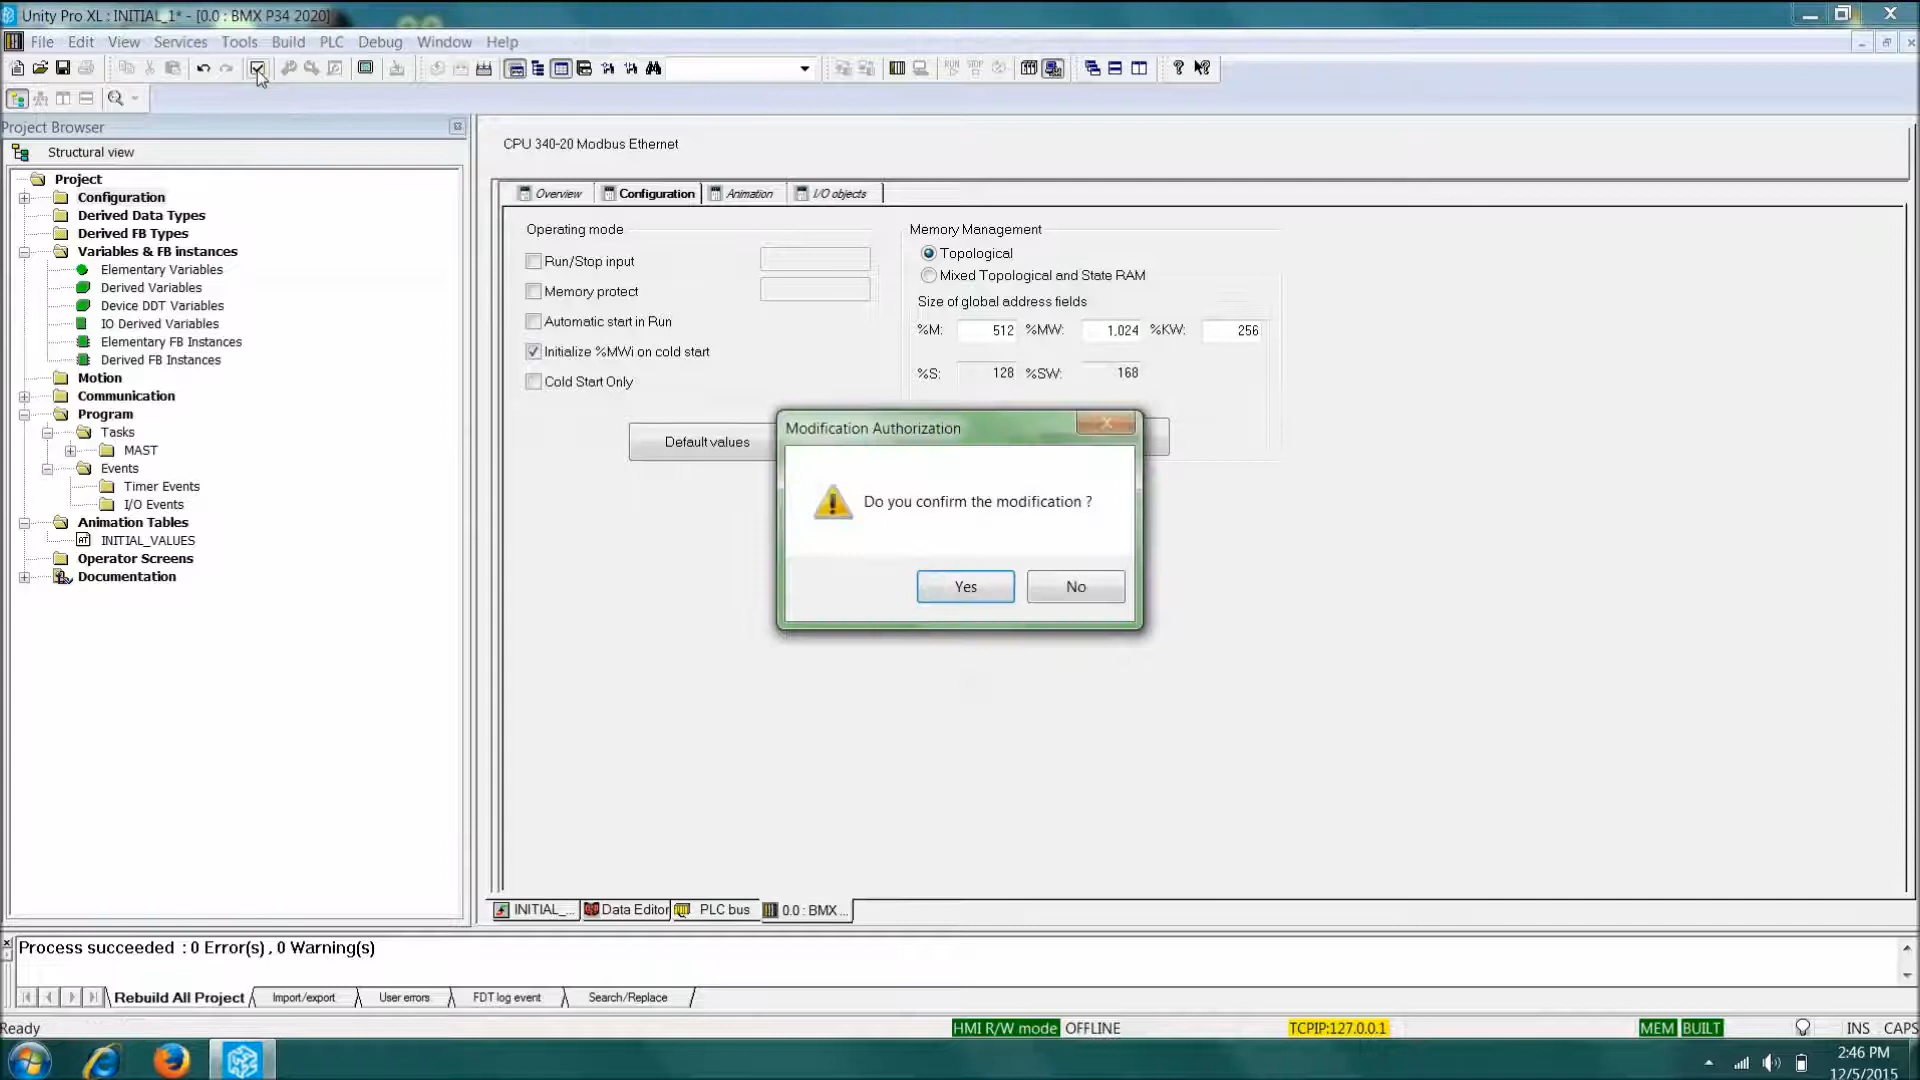 Unity Pro XL : INITIAL_1* - [0.0 : BMX P34 2020]
File Edit View Services Tools Build PLC Debug Window Help
Project Browser
Structural view
Project
Configuration
Derived Data Types
Derived FB Types
Variables & FB instances
Elementary Variables
Derived Variables
Device DDT Variables
IO Derived Variables
Elementary FB Instances
Derived FB Instances
Motion
Communication
Program
Tasks
MAST
Events
Timer Events
I/O Events
Animation Tables
INITIAL_VALUES
Operator Screens
Documentation
CPU 340-20 Modbus Ethernet
Overview Configuration Animation I/O objects
Operating mode
Run/Stop input
Memory protect
Automatic start in Run
Initialize %MWi on cold start
Cold Start Only
Default values
Memory Management
Topological
Mixed Topological and State RAM
Size of global address fields
%M: 512 %MW: 1.024 %KW: 256
%S: 128 %SW: 168
Modification Authorization
Do you confirm the modification ?
Yes No
INITIAL_... Data Editor PLC bus 0.0 : BMX ...
Process succeeded : 0 Error(s) , 0 Warning(s)
Rebuild All Project Import/export User errors FDT log event Search/Replace
Ready HMI R/W mode OFFLINE TCPIP:127.0.0.1 MEM BUILT INS CAPS
2:46 PM
12/5/2015